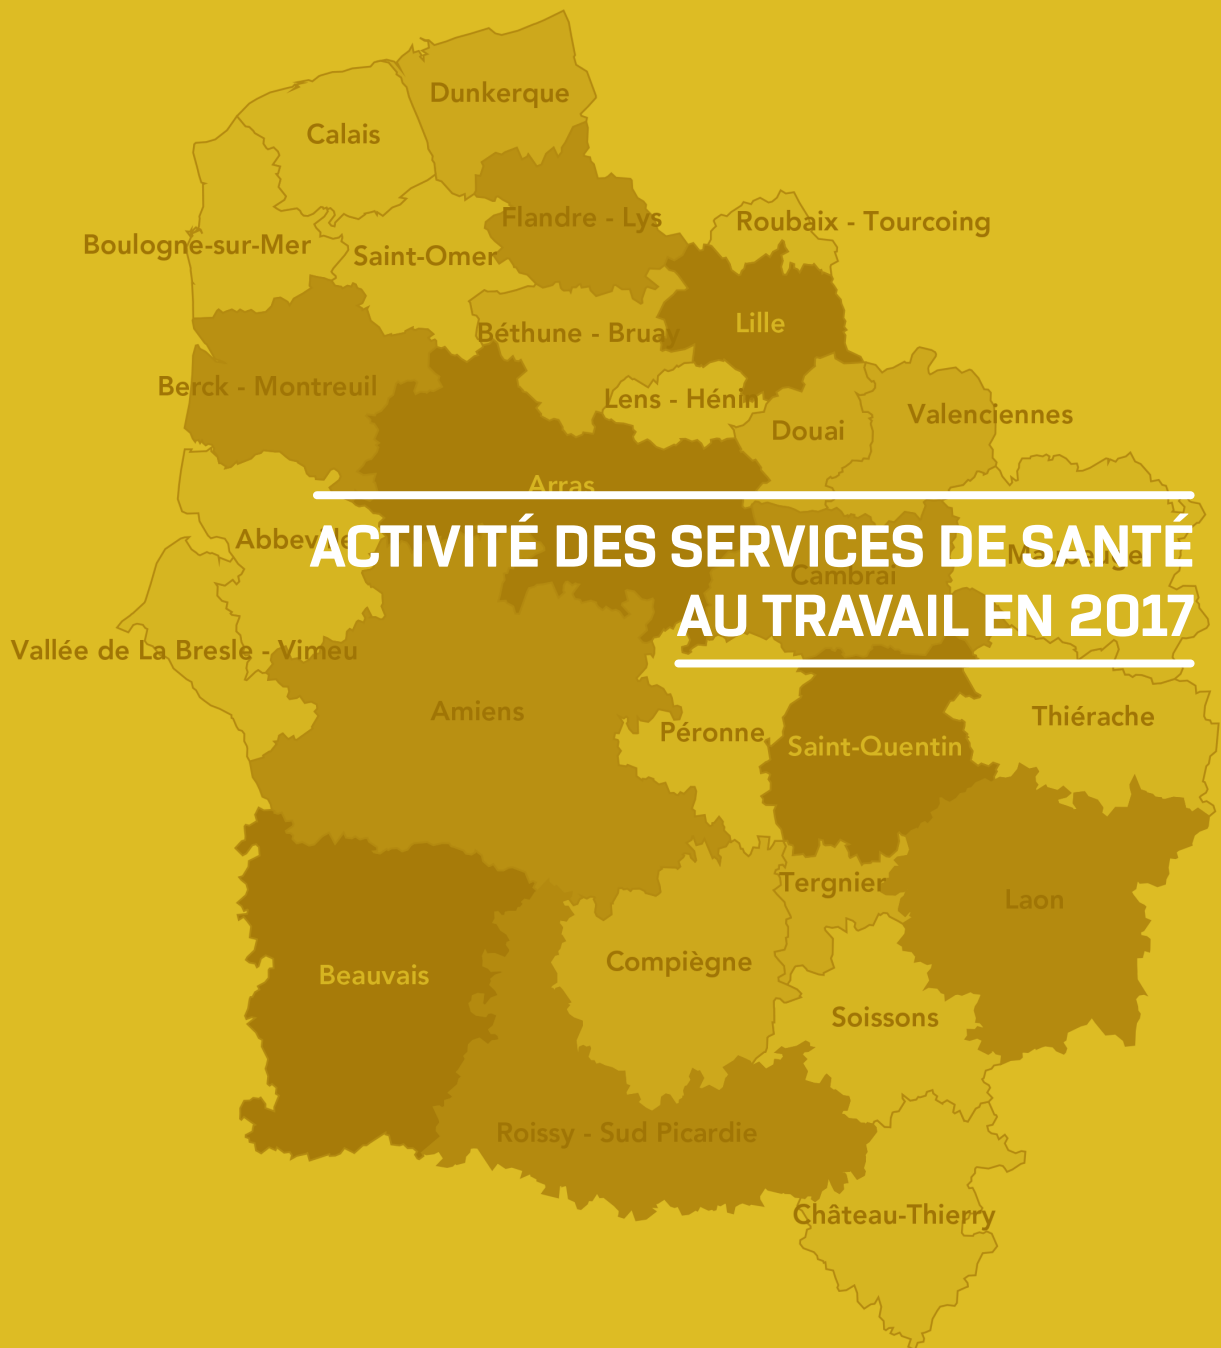 Dunkerque
Calais
Flandre - Lys
Roubaix - Tourcoing
Boulogne-sur-Mer
Saint-Omer
Lille
Béthune - Bruay
Berck - Montreuil
Lens - Hénin
Valenciennes
Douai
Arras
Abbeville
ACTIVITÉ DES SERVICES DE SANTÉ
Maubeuge
Cambrai
AU TRAVAIL EN 2017
Vallée de La Bresle - Vimeu
Amiens
Thiérache
Péronne
Saint-Quentin
Tergnier
Laon
Compiègne
Beauvais
Soissons
Roissy - Sud Picardie
Château-Thierry